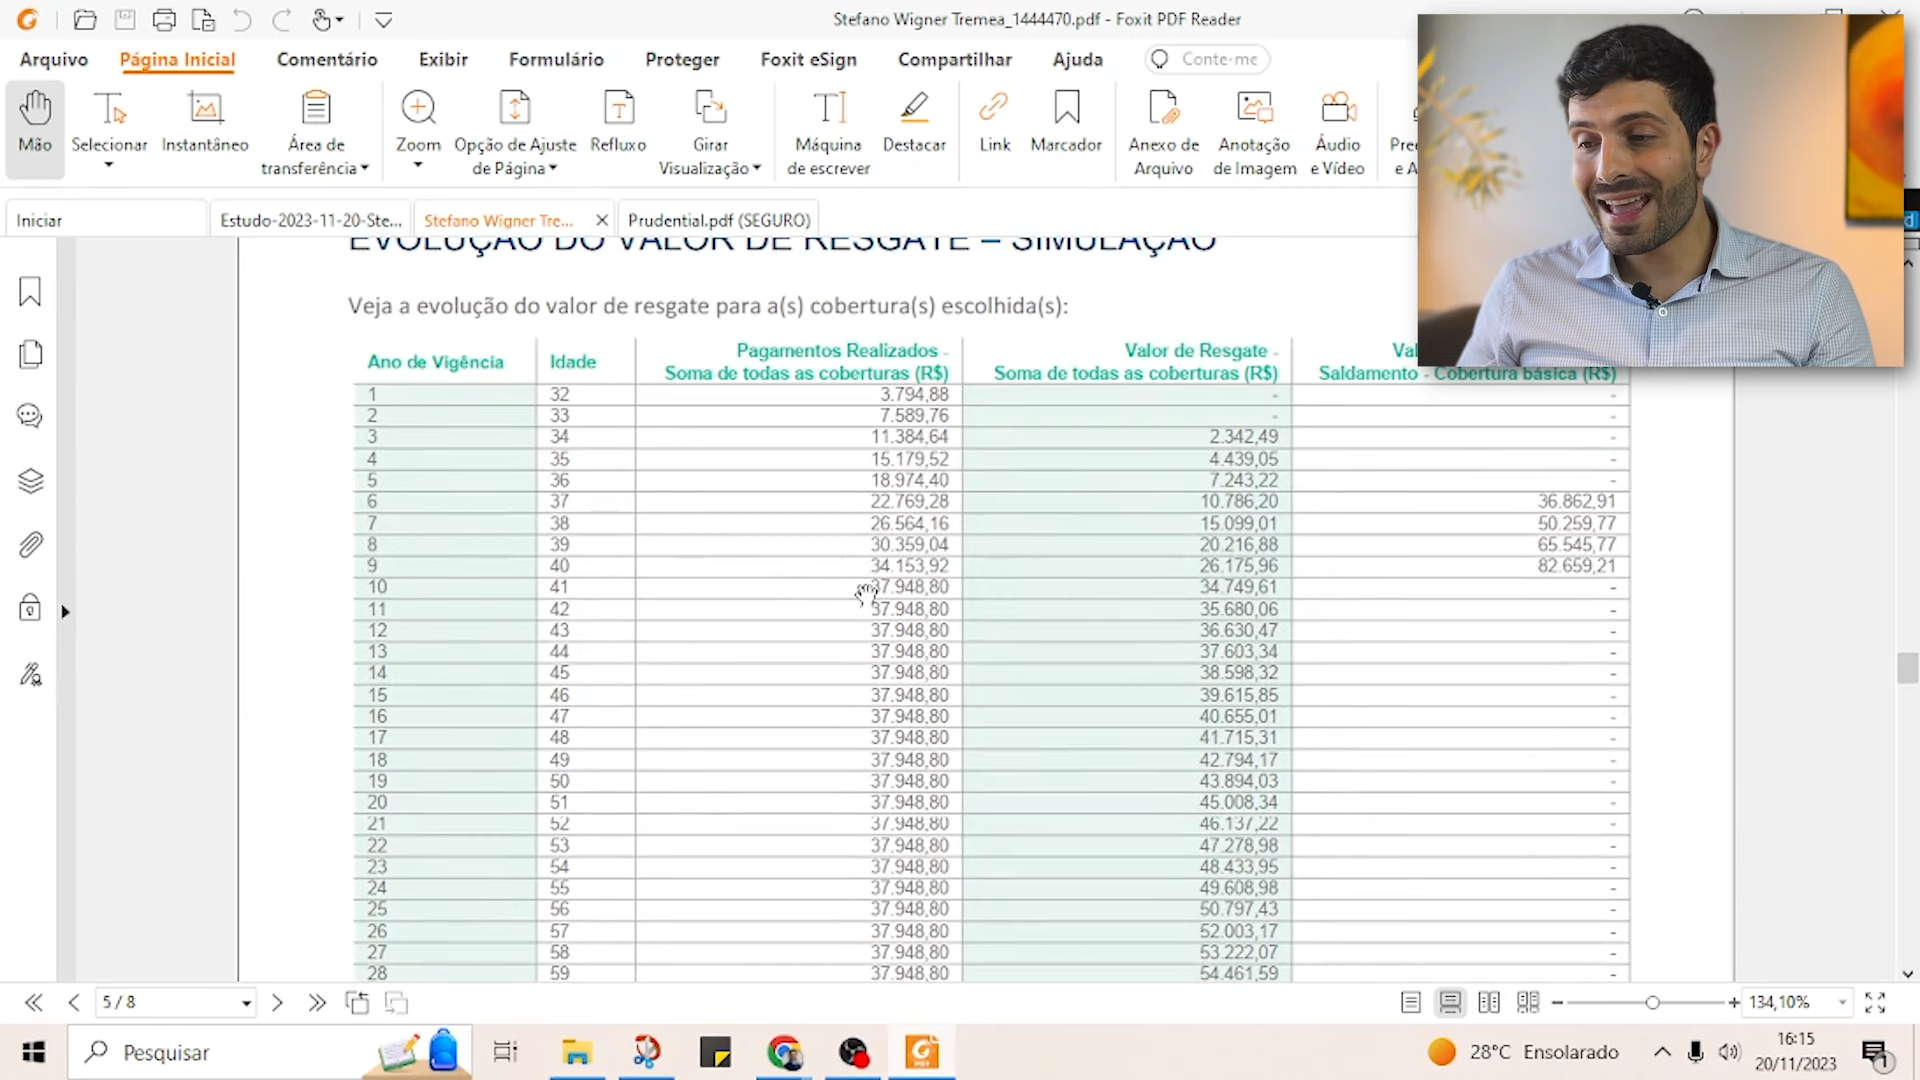 Stefano Wigner Tremea_1444470.pdf - Foxit PDF Reader
Arquivo Página Inicial Comentário Exibir Formulário Proteger Foxit eSign Compartilhar Ajuda Conte-me
Mão Selecionar Instantâneo Área de transferência Zoom Opção de Ajuste de Página Refluxo Girar Visualização Máquina de escrever Destacar Link Marcador Anexo de Arquivo Anotação de Imagem Áudio e Vídeo
Iniciar Estudo-2023-11-20-Ste... Stefano Wigner Tre... Prudential.pdf (SEGURO)
EVOLUÇÃO DO VALOR DE RESGATE – SIMULAÇÃO
Veja a evolução do valor de resgate para a(s) cobertura(s) escolhida(s):
Ano de Vigência Idade Pagamentos Realizados - Soma de todas as coberturas (R$) Valor de Resgate - Soma de todas as coberturas (R$) Saldamento - Cobertura básica (R$)
1 32 3.794,88 - -
2 33 7.589,76 - -
3 34 11.384,64 2.342,49 -
4 35 15.179,52 4.439,05 -
5 36 18.974,40 7.243,22 -
6 37 22.769,28 10.786,20 36.862,91
7 38 26.564,16 15.099,01 50.259,77
8 39 30.359,04 20.216,88 65.545,77
9 40 34.153,92 26.175,96 82.659,21
10 41 37.948,80 34.749,61 -
11 42 37.948,80 35.680,06 -
12 43 37.948,80 36.630,47 -
13 44 37.948,80 37.603,34 -
14 45 37.948,80 38.598,32 -
15 46 37.948,80 39.615,85 -
16 47 37.948,80 40.655,01 -
17 48 37.948,80 41.715,31 -
18 49 37.948,80 42.794,17 -
19 50 37.948,80 43.894,03 -
20 51 37.948,80 45.008,34 -
21 52 37.948,80 46.137,22 -
22 53 37.948,80 47.278,98 -
23 54 37.948,80 48.433,95 -
24 55 37.948,80 49.608,98 -
25 56 37.948,80 50.797,43 -
26 57 37.948,80 52.003,17 -
27 58 37.948,80 53.222,07 -
28 59 37.948,80 54.461,59 -
5 / 8 134,10%
Pesquisar 28°C Ensolarado 16:15
20/11/2023 1